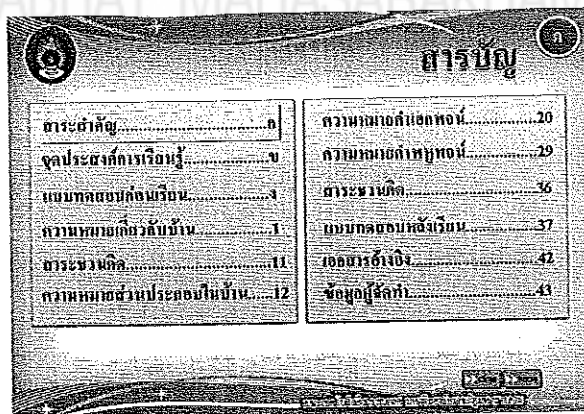 ก
สารบัญ
สาระสำคัญ....................ก
จุดประสงค์การเรียนรู้....................ข
แบบทดสอบก่อนเรียน....................ง
ความหมายเกี่ยวกับบ้าน....................1
สาระชวนคิด....................11
ความหมายส่วนประกอบในบ้าน......12
ความหมายคำเอกพจน์....................20
ความหมายคำพหูพจน์....................29
สาระชวนคิด....................36
แบบทดสอบหลังเรียน....................37
เอกสารอ้างอิง....................42
ข้อมูลผู้จัดทำ....................43